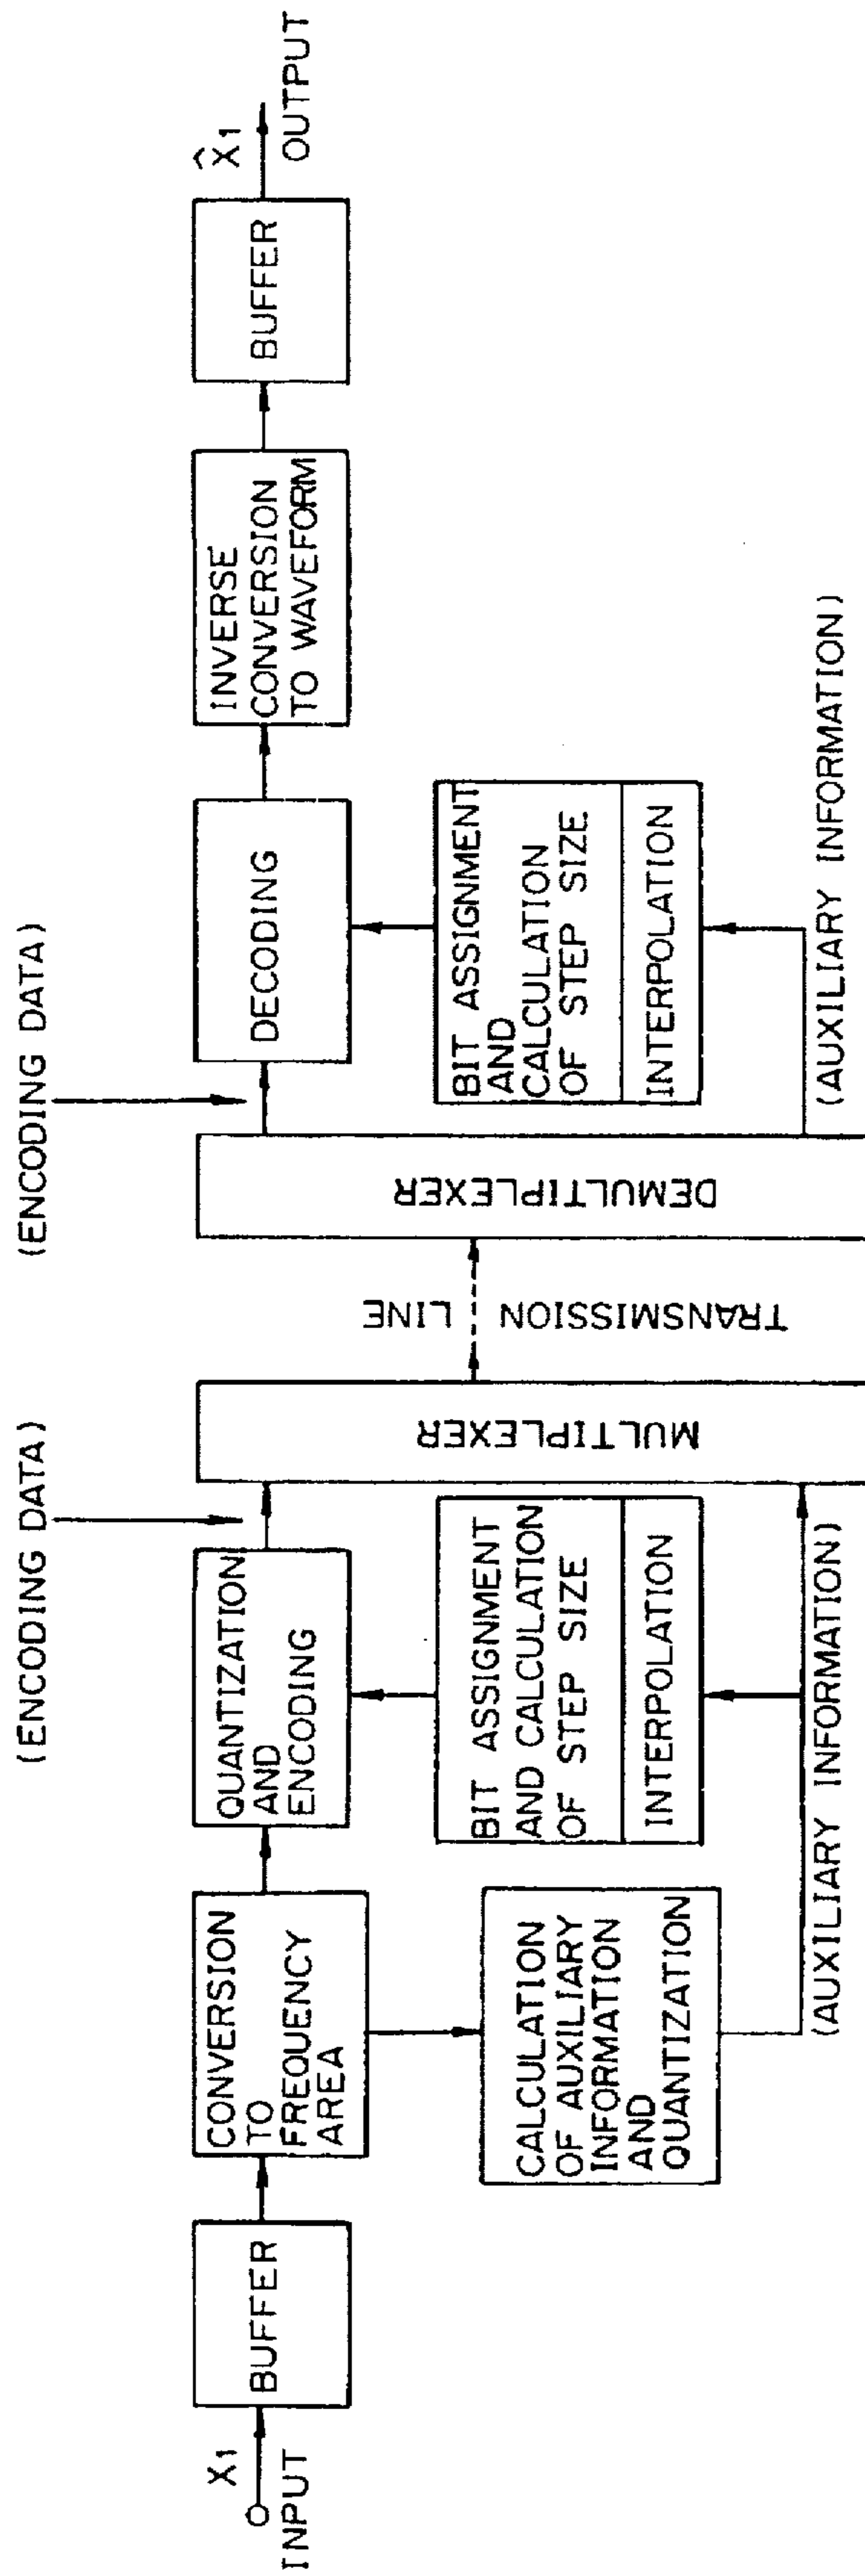 X1
INPUT
BUFFER
CONVERSION
TO
FREQUENCY
AREA
CALCULATION
OF AUXILIARY
INFORMATION
AND
QUANTIZATION
(ENCODING DATA)
QUANTIZATION
AND
ENCODING
BIT ASSIGNMENT
AND CALCULATION
OF STEP SIZE
INTERPOLATION
(AUXILIARY INFORMATION)
MULTIPLEXER
TRANSMISSION
LINE
DEMULTIPLEXER
(ENCODING DATA)
DECODING
BIT ASSIGNMENT
AND
CALCULATION
OF STEP SIZE
INTERPOLATION
(AUXILIARY INFORMATION)
INVERSE
CONVERSION
TO WAVEFORM
BUFFER
X̂1
OUTPUT